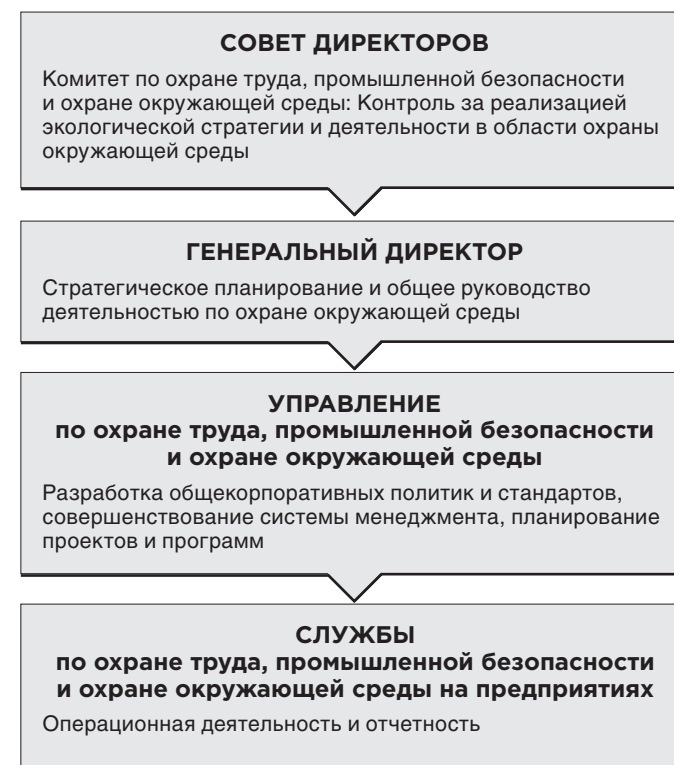 СОВЕТ ДИРЕКТОРОВ
Комитет по охране труда, промышленной безопасности
и охране окружающей среды: Контроль за реализацией
экологической стратегии и деятельности в области охраны
окружающей среды
ГЕНЕРАЛЬНЫЙ ДИРЕКТОР
Стратегическое планирование и общее руководство
деятельностью по охране окружающей среды
УПРАВЛЕНИЕ
по охране труда, промышленной безопасности
и охране окружающей среды
Разработка общекорпоративных политик и стандартов,
совершенствование системы менеджмента, планирование
проектов и программ
СЛУЖБЫ
по охране труда, промышленной безопасности
и охране окружающей среды на предприятиях
Операционная деятельность и отчетность